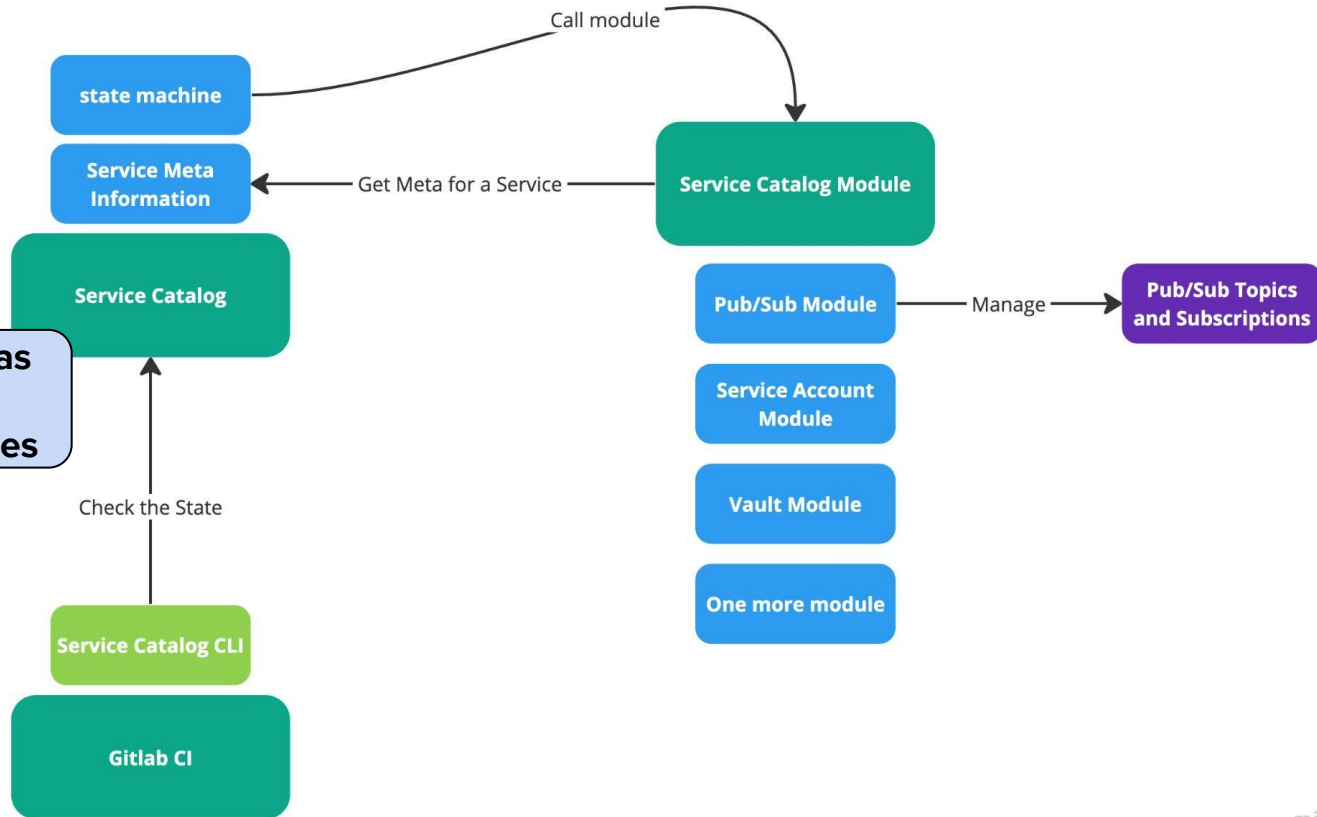 Call module
state machine
Service Meta
Information
Get Meta for a Service
Service Catalog Module
Service Catalog
Pub/Sub Module
Manage
Pub/Sub Topics
and Subscriptions
as
es
Service Account
Module
Vault Module
Check the State
One more module
Service Catalog CLI
Gitlab CI